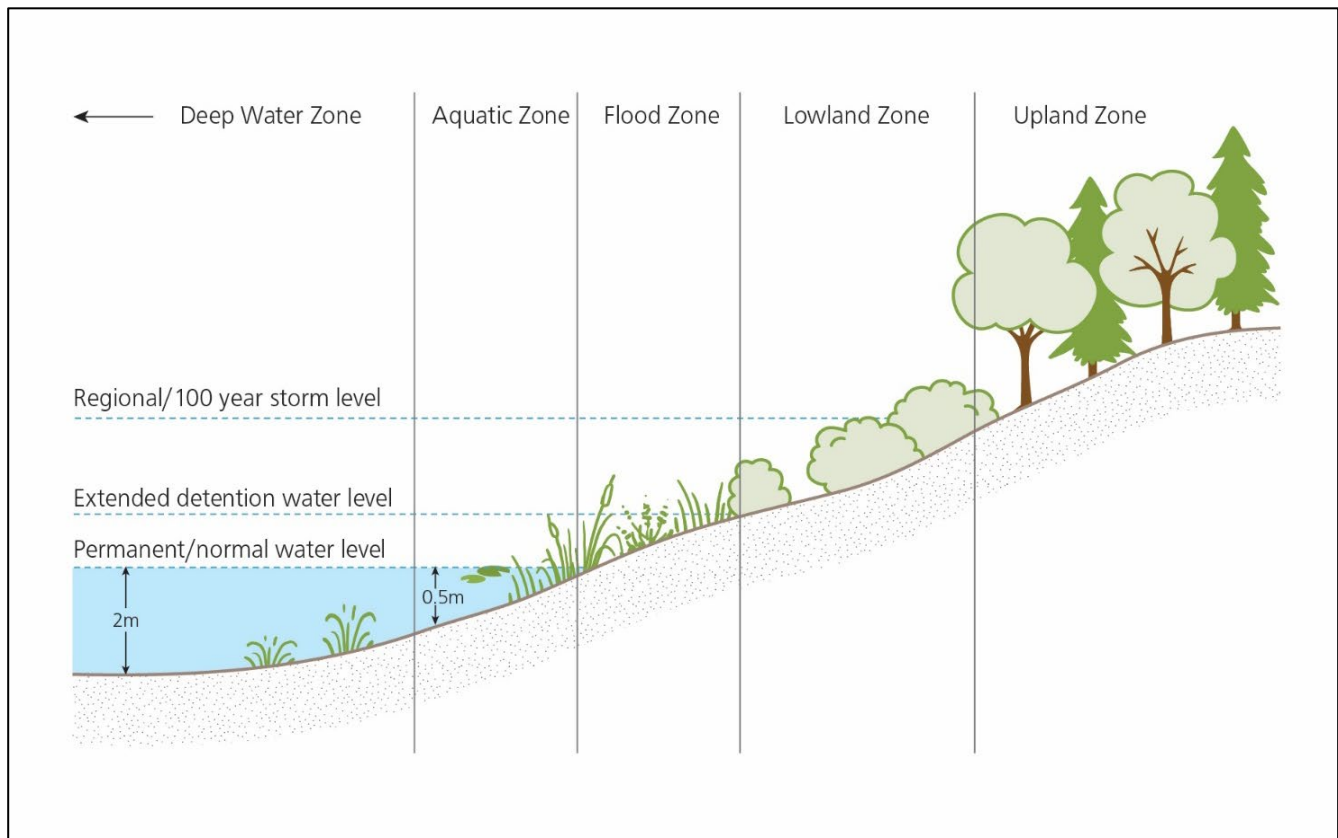 Deep Water Zone
Aquatic Zone
Flood Zone
Lowland Zone
Upland Zone
Regional/100 year storm level
Extended detention water level
Permanent/normal water level
2m
0.5m